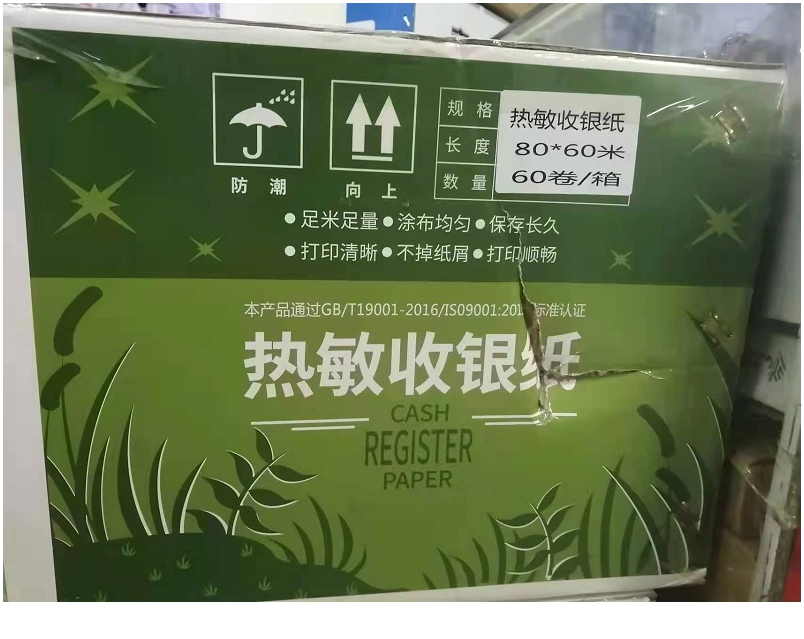 防潮
向上
规格
长度
数量
热敏收银纸
80*60米
60卷/箱
●足米足量●涂布均匀●保存长久
●打印清晰●不掉纸屑●打印顺畅
本产品通过GB/T19001-2016/ISO9001:201 标准认证
热敏收银纸
CASH
REGISTER
PAPER